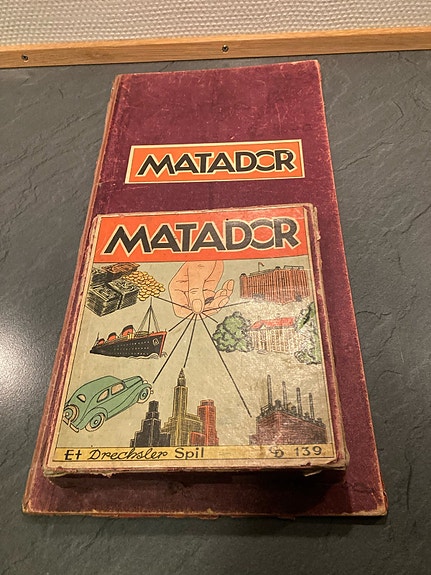 MATADOR
MATADOR
Et Drechsler Spil
D 139